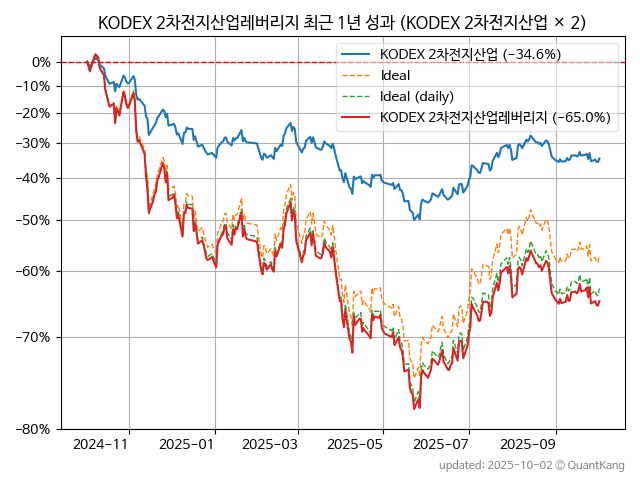 KODEX 2차전지산업레버리지 최근 1년 성과 (KODEX 2차전지산업 × 2)
KODEX 2차전지산업 (−34.6%)
Ideal
Ideal (daily)
KODEX 2차전지산업레버리지 (−65.0%)
0%
−10%
−20%
−30%
−40%
−50%
−60%
−70%
−80%
2024−11 2025−01 2025−03 2025−05 2025−07 2025−09
updated: 2025-10-02 © QuantKang